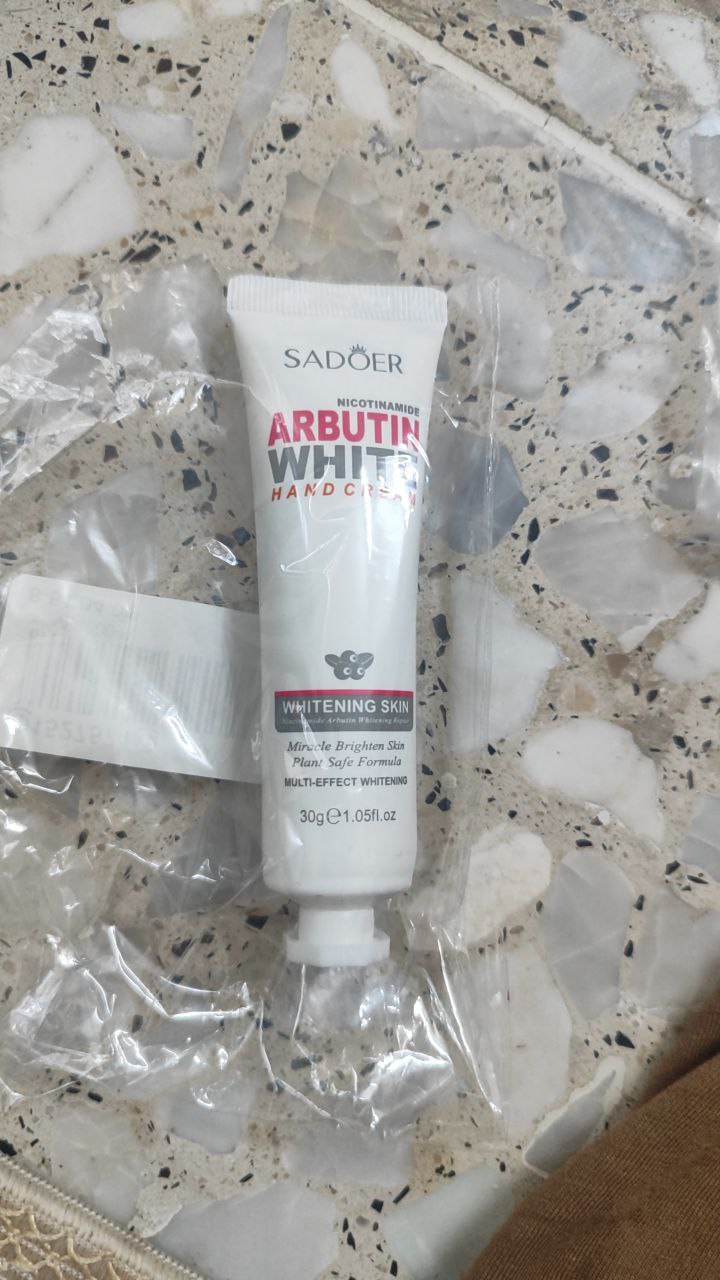 SADOER
NICOTINAMIDE
ARBUTIN
WHITE
HAND CREAM
WHITENING SKIN
Niacinamide Arbutin Whitening Repair
Miracle Brighten Skin
Plant Safe Formula
MULTI-EFFECT WHITENING
30g℮1.05fl.oz